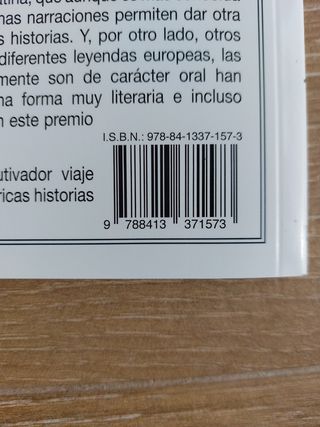 que aunque
nas narraciones permiten dar otra
s historias. Y, por otro lado, otros
diferentes leyendas europeas, las
mente son de carácter oral han
na forma muy literaria e incluso
n este premio
I.S.B.N.: 978-84-1337-157-3
utivador viaje
ricas historias
9 788413 371573